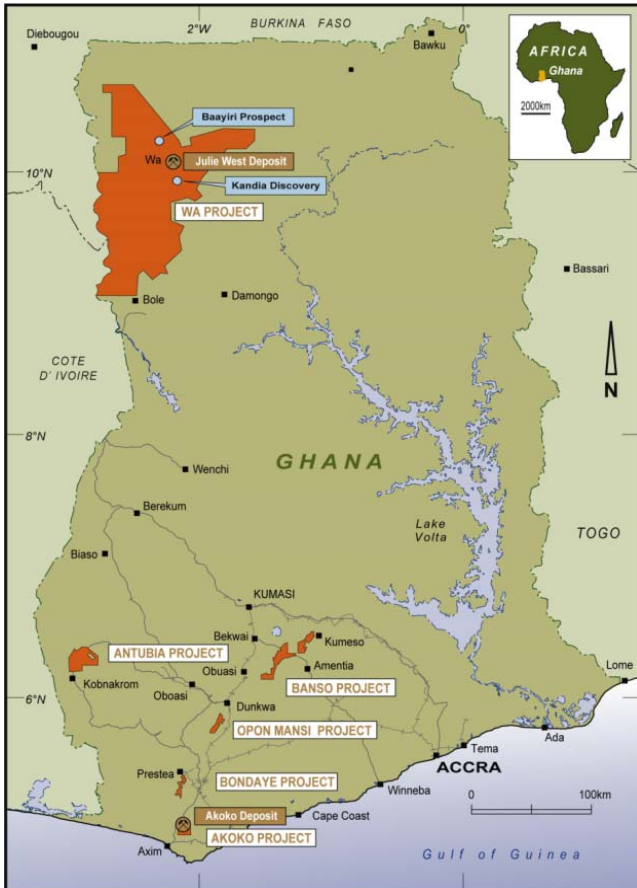 BURKINA FASO
Diebougou
2°W
0°
Bawku
AFRICA
Ghana
2000km
Baayiri Prospect
Wa
Julie West Deposit
10°N
Kandia Discovery
WA PROJECT
Bassari
Bole
Damongo
COTE
D' IVOIRE
N
8°N
GHANA
Wenchi
Berekum
Lake
Volta
TOGO
Biaso
KUMASI
Bekwai
Kumeso
ANTUBIA PROJECT
Obuasi
Amentia
Lome
Kobnakrom
Oboasi
BANSO PROJECT
6°N
Dunkwa
OPON MANSI PROJECT
Ada
Tema
ACCRA
Prestea
BONDAYE PROJECT
Winneba
0
100km
Akoko Deposit
Cape Coast
AKOKO PROJECT
Axim
Gulf of Guinea